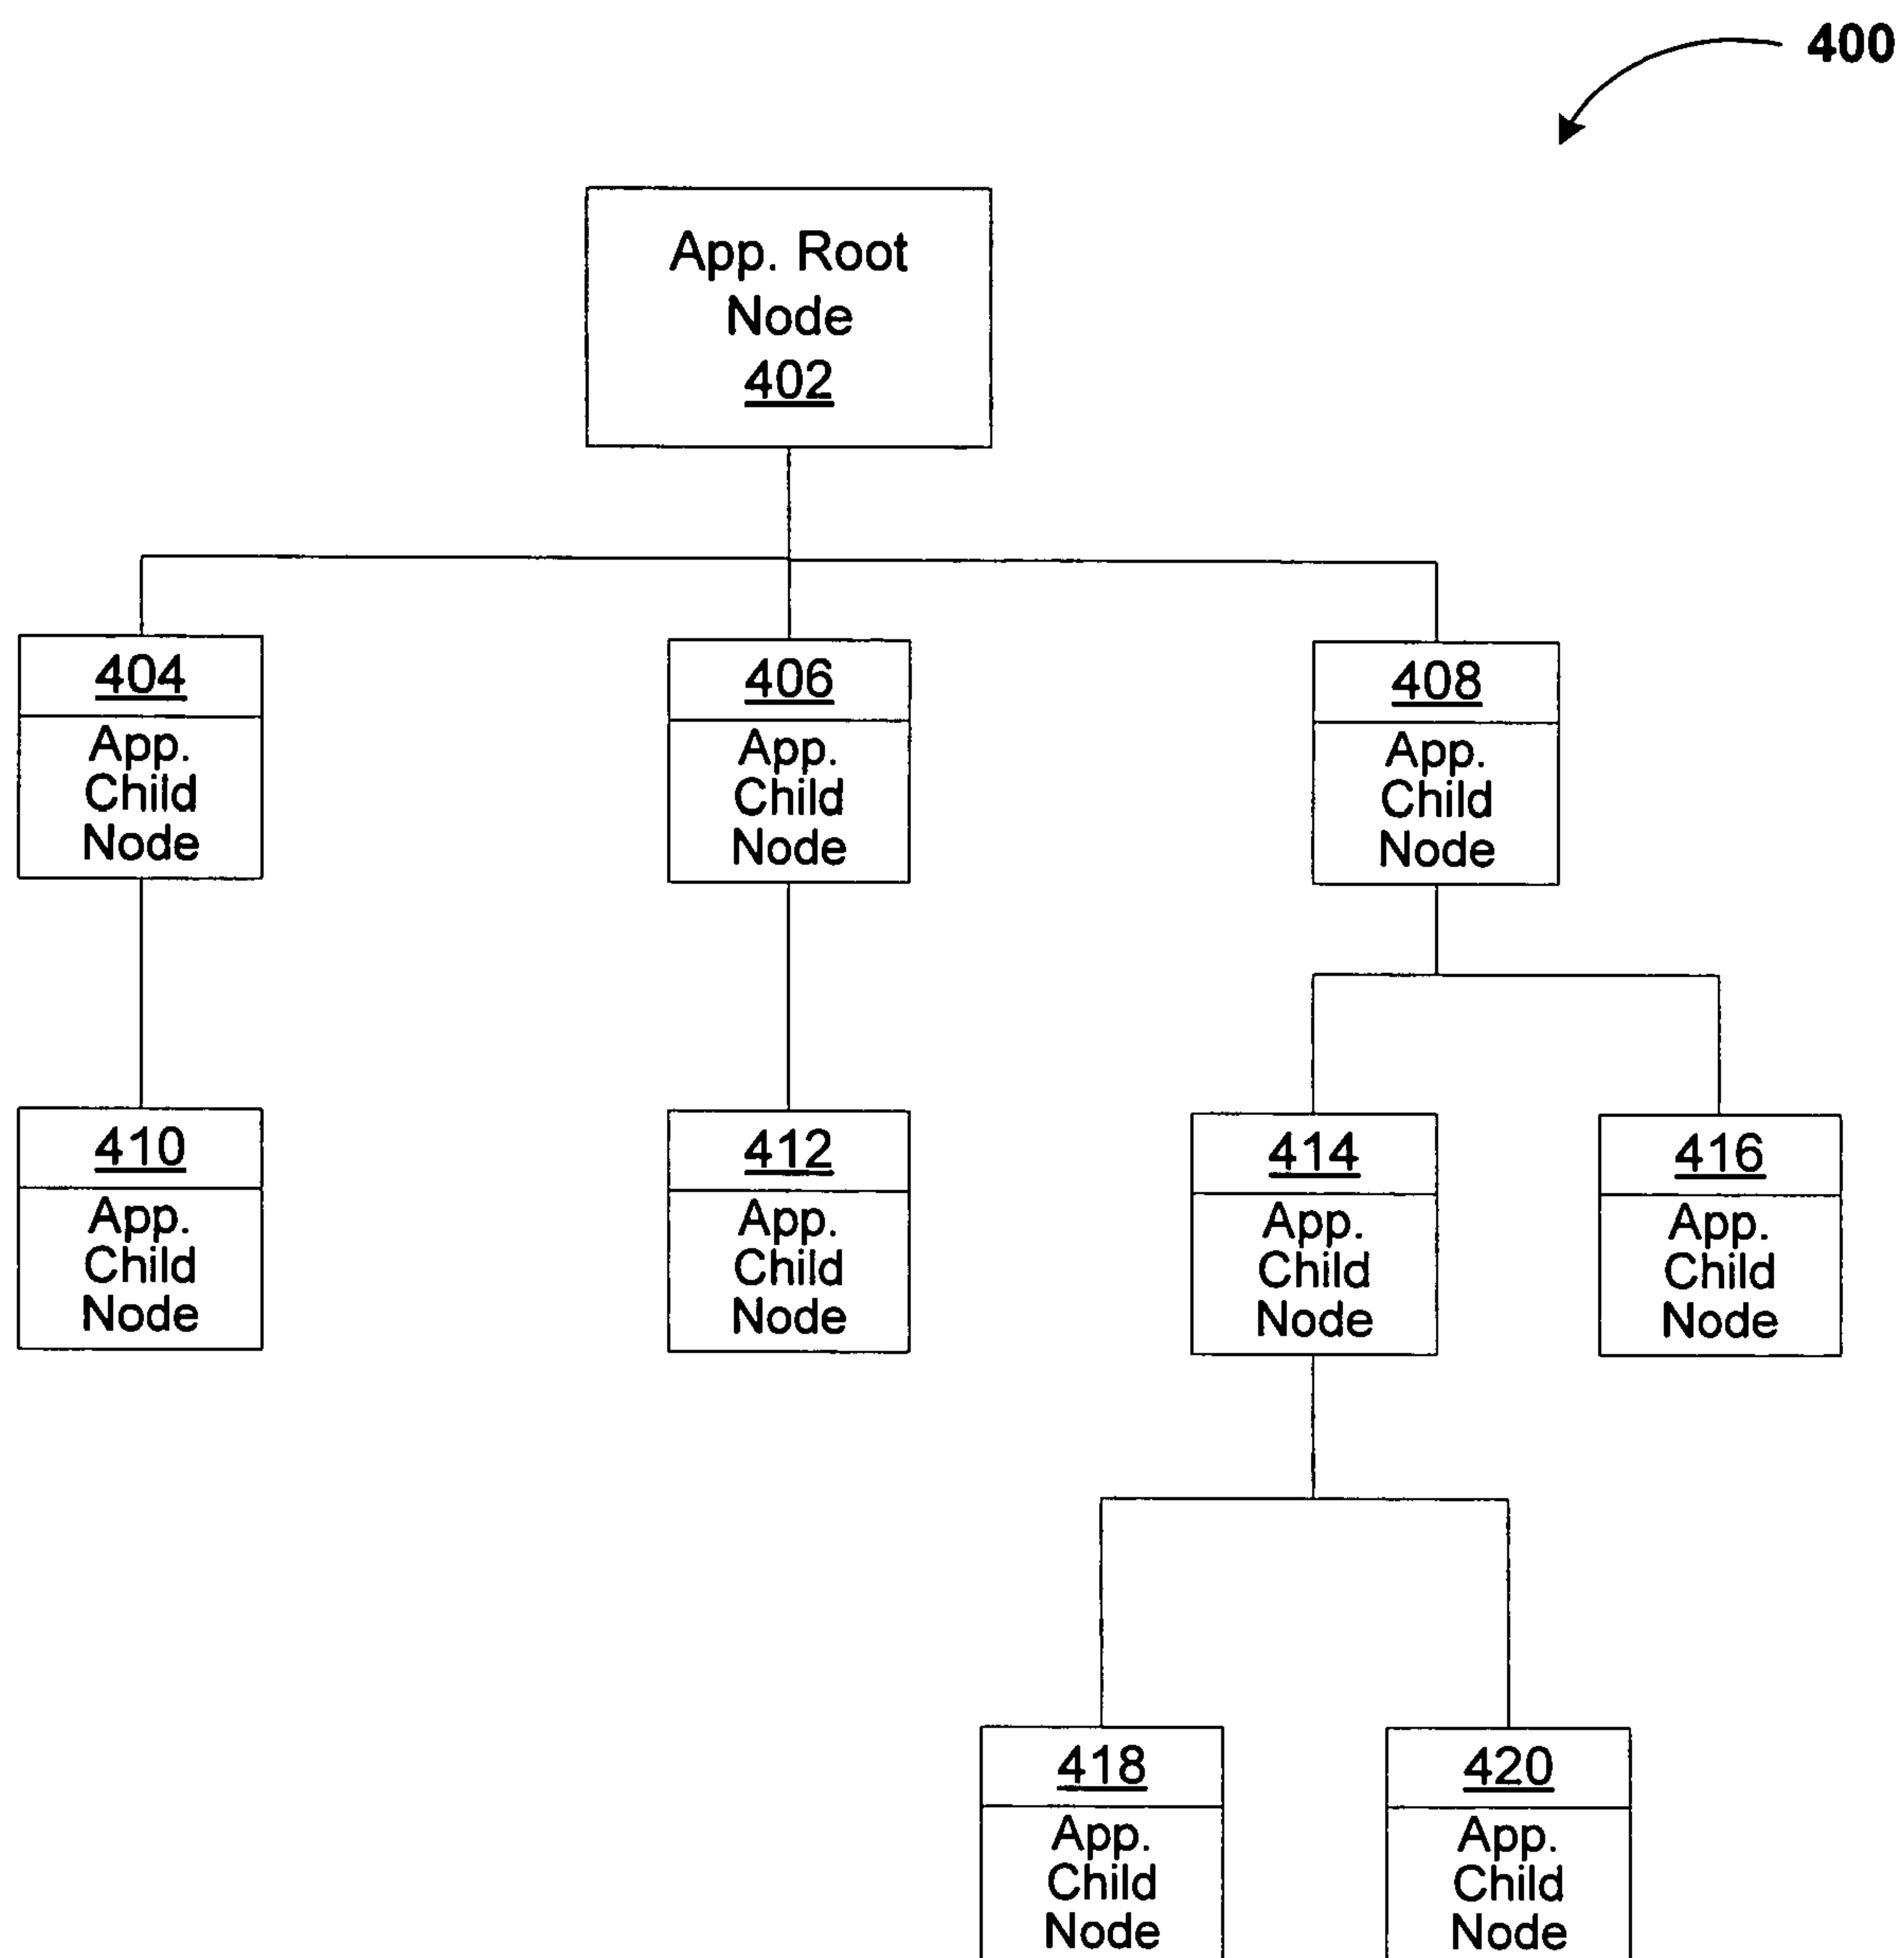 400
App. Root
Node
402
404
App.
Child
Node
406
App.
Child
Node
408
App.
Child
Node
410
App.
Child
Node
412
App.
Child
Node
414
App.
Child
Node
416
App.
Child
Node
418
App.
Child
Node
420
App.
Child
Node